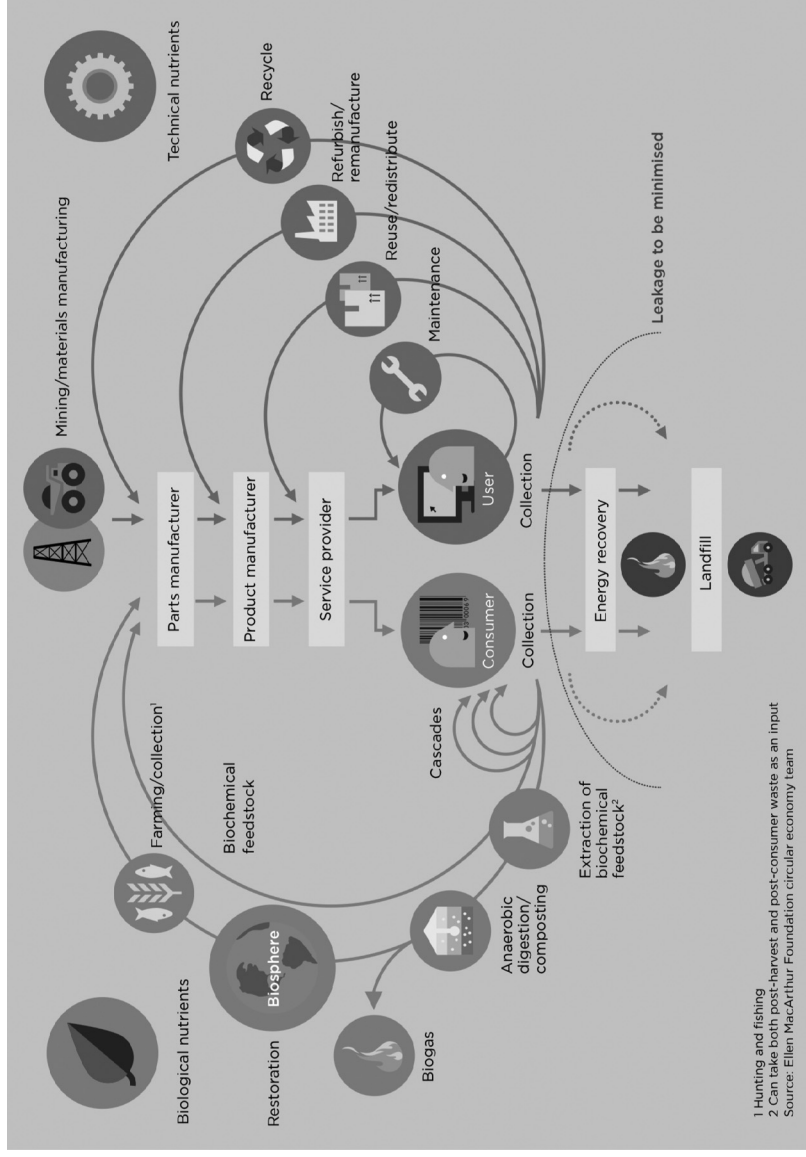 Biological nutrients
Technical nutrients
Mining/materials manufacturing
Farming/collection¹
Restoration
Biosphere
Biochemical
feedstock
Parts manufacturer
Recycle
Product manufacturer
Refurbish/
remanufacture
Service provider
Reuse/redistribute
Biogas
Cascades
Maintenance
Consumer
User
Collection
Collection
Anaerobic
digestion/
composting
Extraction of
biochemical
feedstock²
Energy recovery
Leakage to be minimised
Landfill
1 Hunting and fishing
2 Can take both post-harvest and post-consumer waste as an input
Source: Ellen MacArthur Foundation circular economy team